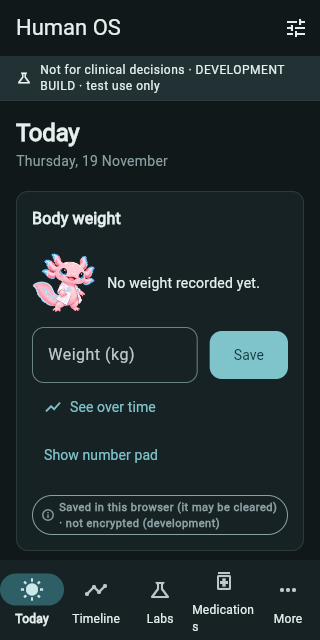 Human OS
Not for clinical decisions · DEVELOPMENT
BUILD · test use only
Today
Thursday, 19 November
Body weight
No weight recorded yet.
Weight (kg)
Save
See over time
Show number pad
Saved in this browser (it may be cleared)
· not encrypted (development)
Today
Timeline
Labs
Medication
s
More